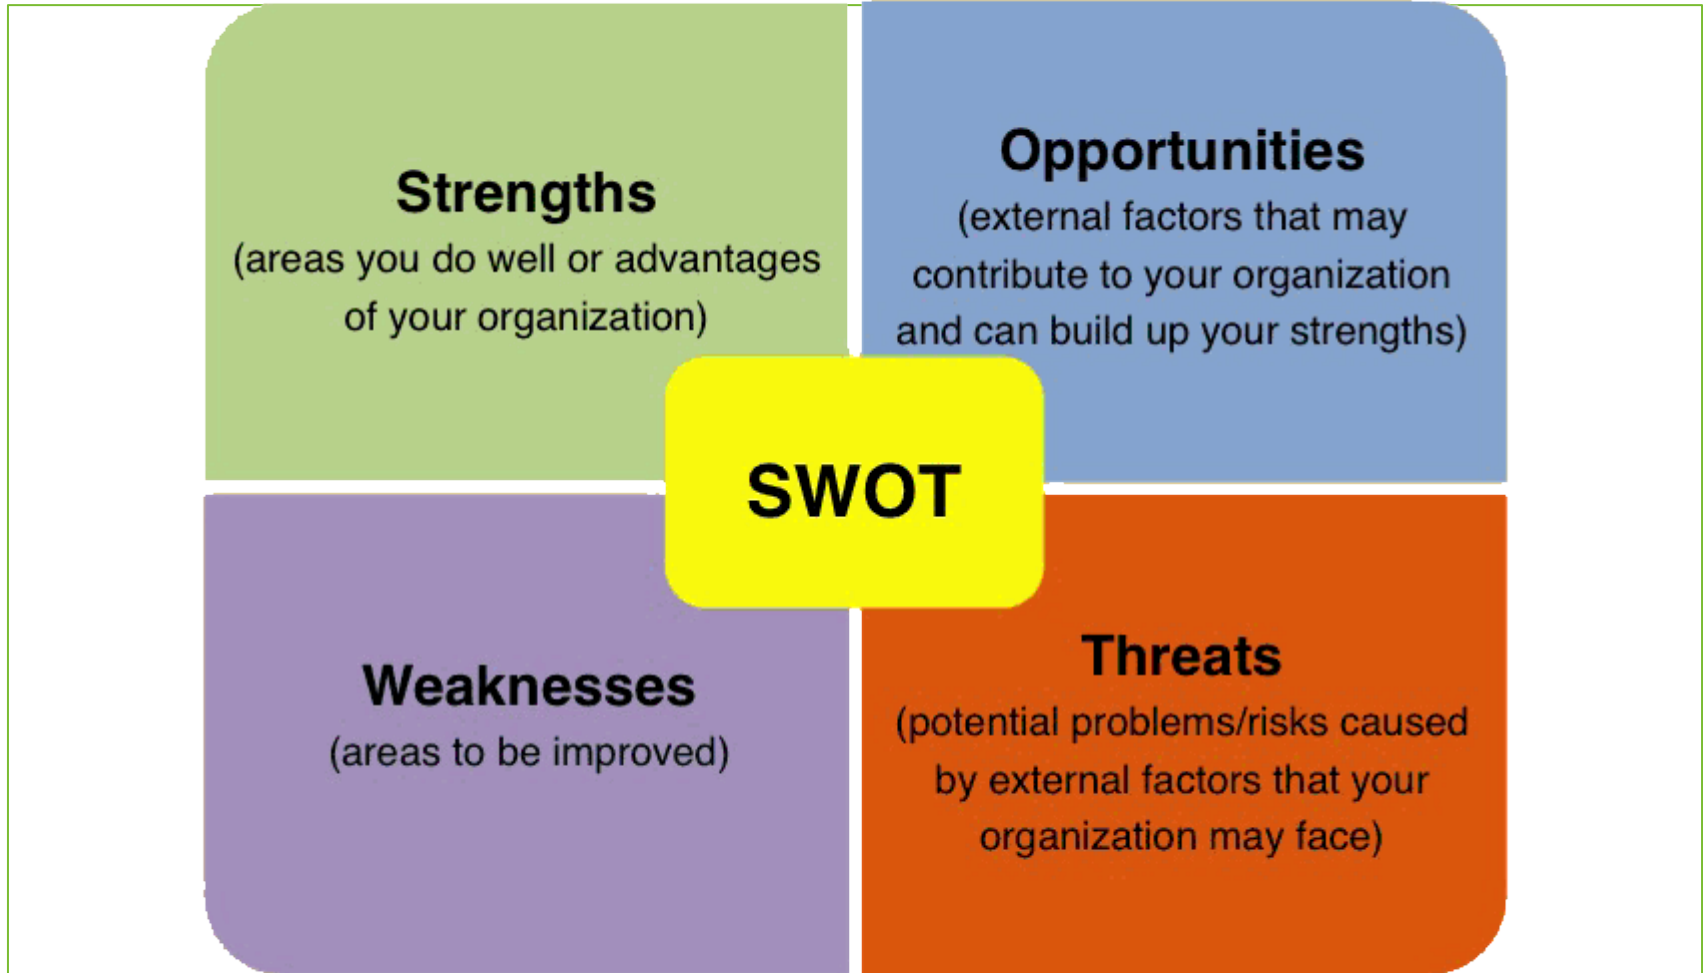 Strengths
(areas you do well or advantages
of your organization)
Opportunities
(external factors that may
contribute to your organization
and can build up your strengths)
SWOT
Weaknesses
(areas to be improved)
Threats
(potential problems/risks caused
by external factors that your
organization may face)